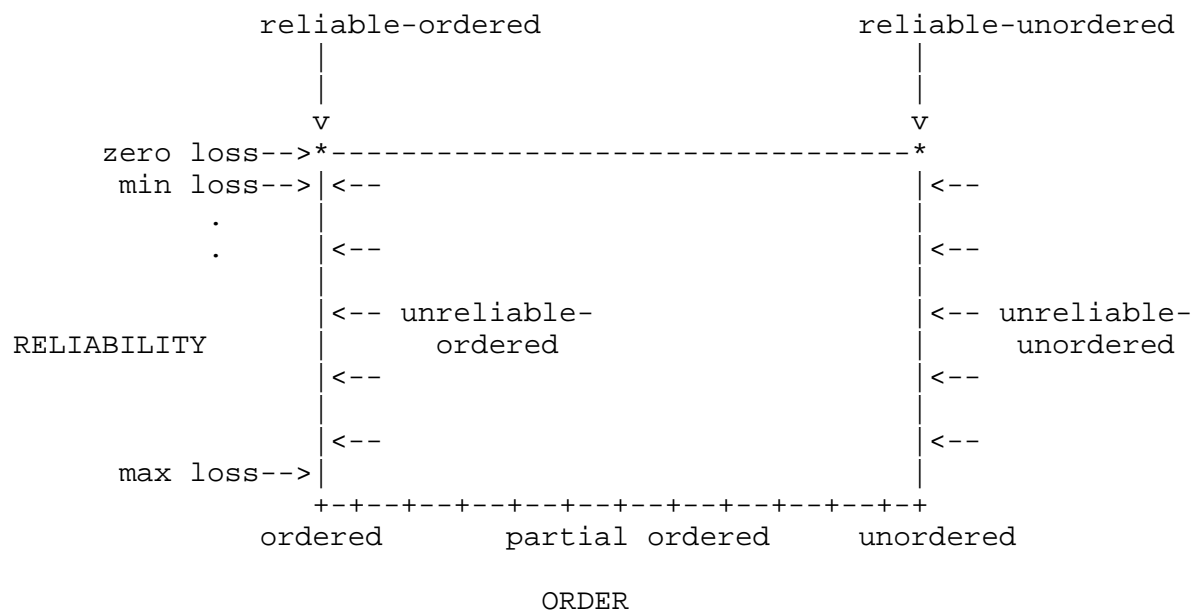 reliable-ordered reliable-unordered
| |
| |
| |
v v
zero loss-->*---------------------------------*
min loss-->|<-- |<--
. | |
. |<-- |<--
| |
|<-- unreliable- |<-- unreliable-
RELIABILITY | ordered | unordered
|<-- |<--
| |
|<-- |<--
max loss-->| |
+-+--+--+--+--+--+--+--+--+--+--+-+
ordered partial ordered unordered
ORDER